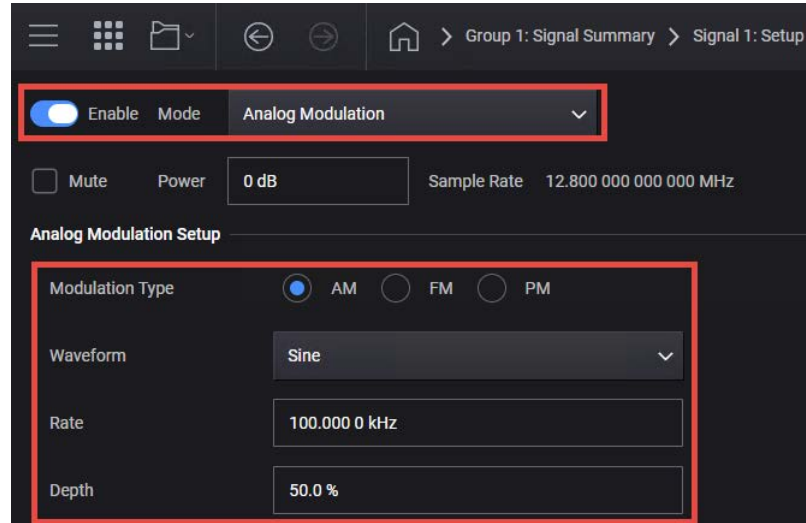 Group 1: Signal Summary > Signal 1: Setup
Enable Mode Analog Modulation
Mute Power 0 dB Sample Rate 12.800 000 000 000 MHz
Analog Modulation Setup
Modulation Type AM FM PM
Waveform Sine
Rate 100.000 0 kHz
Depth 50.0 %